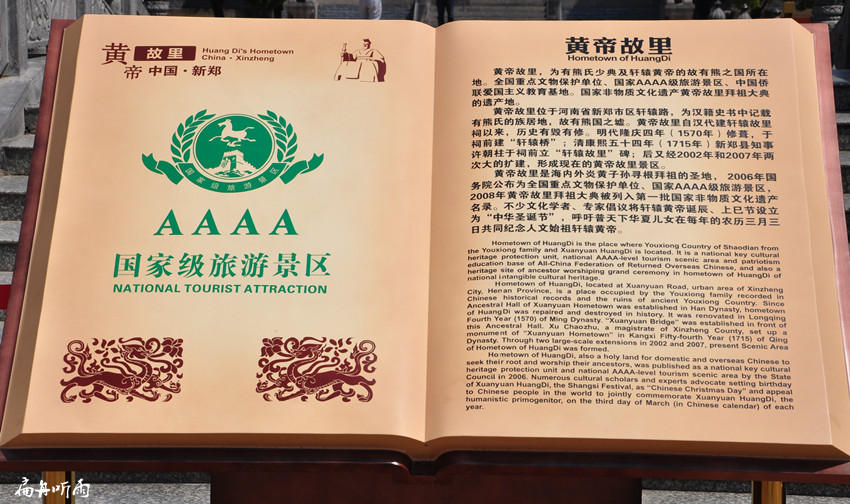 黄帝
故里
Huang Di's Hometown
China · Xinzheng
中国·新郑
国家级旅游景区
AAAA
国家级旅游景区
NATIONAL TOURIST ATTRACTION
黄帝故里
Hometown of HuangDi
黄帝故里,为有熊氏少典及轩辕黄帝的故有熊之国所在
地。全国重点文物保护单位、国家AAAA级旅游景区、中国侨
联爱国主义教育基地。国家非物质文化遗产黄帝故里拜祖大典
的遗产地。
黄帝故里位于河南省新郑市区轩辕路,为汉籍史书中记载
有熊氏的族居地,故有熊国之墟。黄帝故里自汉代建轩辕故里
祠以来,历史有毁有修。明代隆庆四年(1570年)修葺,于
祠前建“轩辕桥”;清康熙五十四年(1715年)新郑县知事
许朝柱于祠前立“轩辕故里”碑;后又经2002年和2007年两
次大的扩建,形成现在的黄帝故里景区。
黄帝故里是海内外炎黄子孙寻根拜祖的圣地,2006年国
务院公布为全国重点文物保护单位、国家AAAA级旅游景区,
2008年黄帝故里拜祖大典被列入第一批国家非物质文化遗产
名录。不少文化学者、专家倡议将轩辕黄帝诞辰、上巳节设立
为“中华圣诞节”,呼吁普天下华夏儿女在每年的农历三月三
日共同纪念人文始祖轩辕黄帝。
Hometown of HuangDi is the place where Youxiong Country of Shaodian from
the Youxiong family and Xuanyuan HuangDi is located. It is a national key cultural
heritage protection unit, national AAAA-level tourism scenic area and patriotism
education base of All-China Federation of Returned Overseas Chinese, and also a
heritage site of ancestor worshiping grand ceremony in hometown of HuangDi of
national intangible cultural heritage.
Hometown of HuangDi, located at Xuanyuan Road, urban area of Xinzheng
City, Henan Province, is a place occupied by the Youxiong family recorded in
Chinese historical records and the ruins of ancient Youxiong Country. Since
Ancestral Hall of Xuanyuan Hometown was established in Han Dynasty, hometown
of HuangDi was repaired and destroyed in history. It was renovated in Longqing
Fourth Year (1570) of Ming Dynasty. "Xuanyuan Bridge" was established in front of
this Ancestral Hall. Xu Chaozhu, a magistrate of Xinzheng County, set up a
monument of "Xuanyuan Hometown" in Kangxi Fifty-fourth Year (1715) of Qing
Dynasty. Through two large-scale extensions in 2002 and 2007, present Scenic Area
of Hometown of HuangDi was formed.
Hometown of HuangDi, also a holy land for domestic and overseas Chinese to
seek their root and worship their ancestors, was published as a national key cultural
heritage protection unit and national AAAA-level tourism scenic area by the State
Council in 2006. Numerous cultural scholars and experts advocate setting birthday
of Xuanyuan HuangDi, the Shangsi Festival, as "Chinese Christmas Day" and appeal
to Chinese people in the world to jointly commemorate Xuanyuan HuangDi, the
humanistic primogenitor, on the third day of March (in Chinese calendar) of each
year.
扁舟听雨